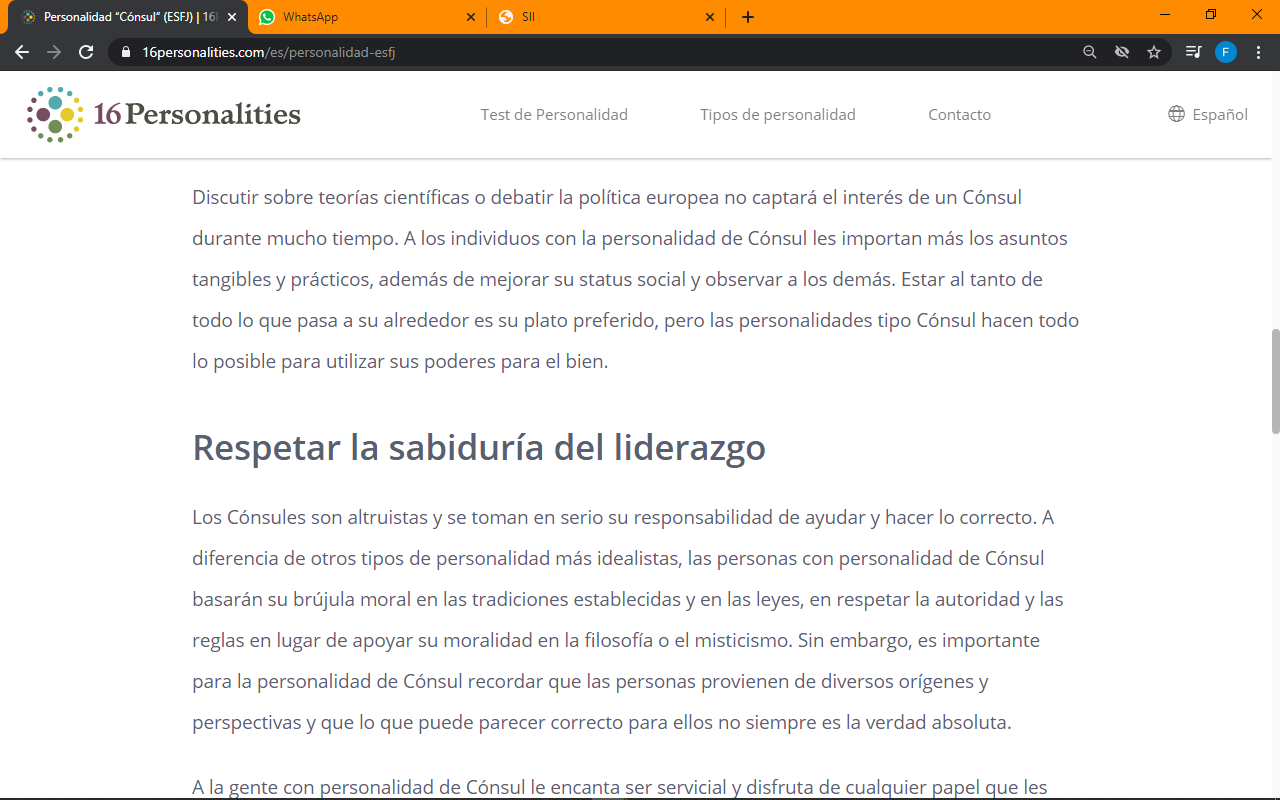 Personalidad “Cónsul” (ESFJ) | 16
WhatsApp
SII
16personalities.com/es/personalidad-esfj
F
16Personalities
Test de Personalidad
Tipos de personalidad
Contacto
Español
Discutir sobre teorías científicas o debatir la política europea no captará el interés de un Cónsul
durante mucho tiempo. A los individuos con la personalidad de Cónsul les importan más los asuntos
tangibles y prácticos, además de mejorar su status social y observar a los demás. Estar al tanto de
todo lo que pasa a su alrededor es su plato preferido, pero las personalidades tipo Cónsul hacen todo
lo posible para utilizar sus poderes para el bien.
Respetar la sabiduría del liderazgo
Los Cónsules son altruistas y se toman en serio su responsabilidad de ayudar y hacer lo correcto. A
diferencia de otros tipos de personalidad más idealistas, las personas con personalidad de Cónsul
basarán su brújula moral en las tradiciones establecidas y en las leyes, en respetar la autoridad y las
reglas en lugar de apoyar su moralidad en la filosofía o el misticismo. Sin embargo, es importante
para la personalidad de Cónsul recordar que las personas provienen de diversos orígenes y
perspectivas y que lo que puede parecer correcto para ellos no siempre es la verdad absoluta.
A la gente con personalidad de Cónsul le encanta ser servicial y disfruta de cualquier papel que les